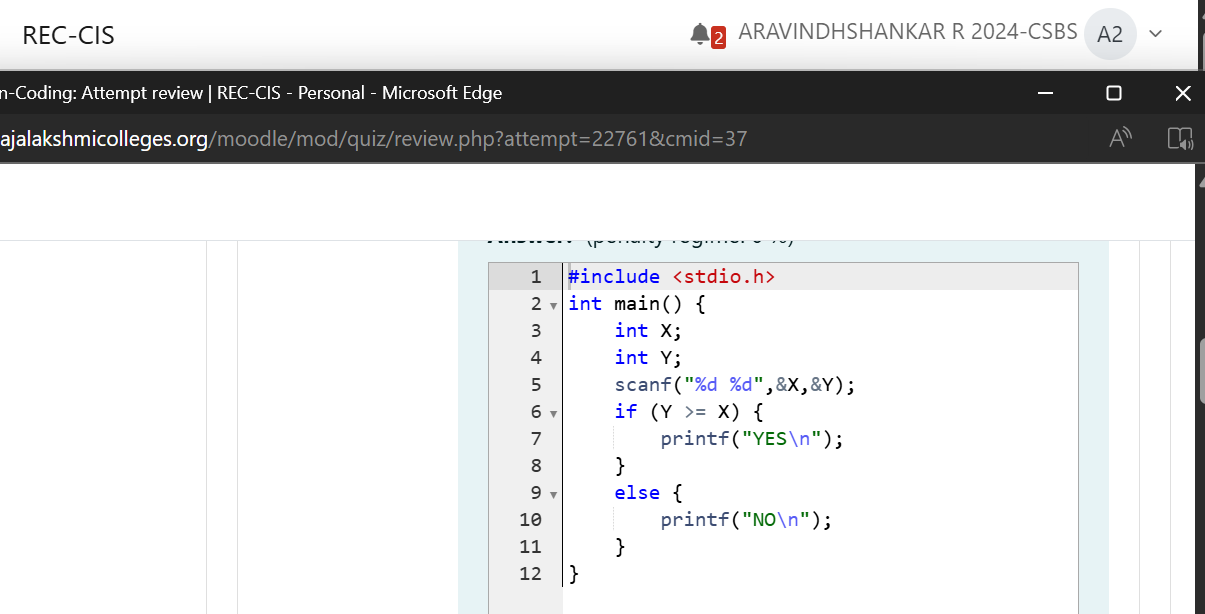 REC-CIS
2 ARAVINDHSHANKAR R 2024-CSBS A2
n-Coding: Attempt review | REC-CIS - Personal - Microsoft Edge
ajalakshmicolleges.org/moodle/mod/quiz/review.php?attempt=22761&cmid=37
1 #include <stdio.h>
2 int main() {
3 int X;
4 int Y;
5 scanf("%d %d",&X,&Y);
6 if (Y >= X) {
7 printf("YES\n");
8 }
9 else {
10 printf("NO\n");
11 }
12 }